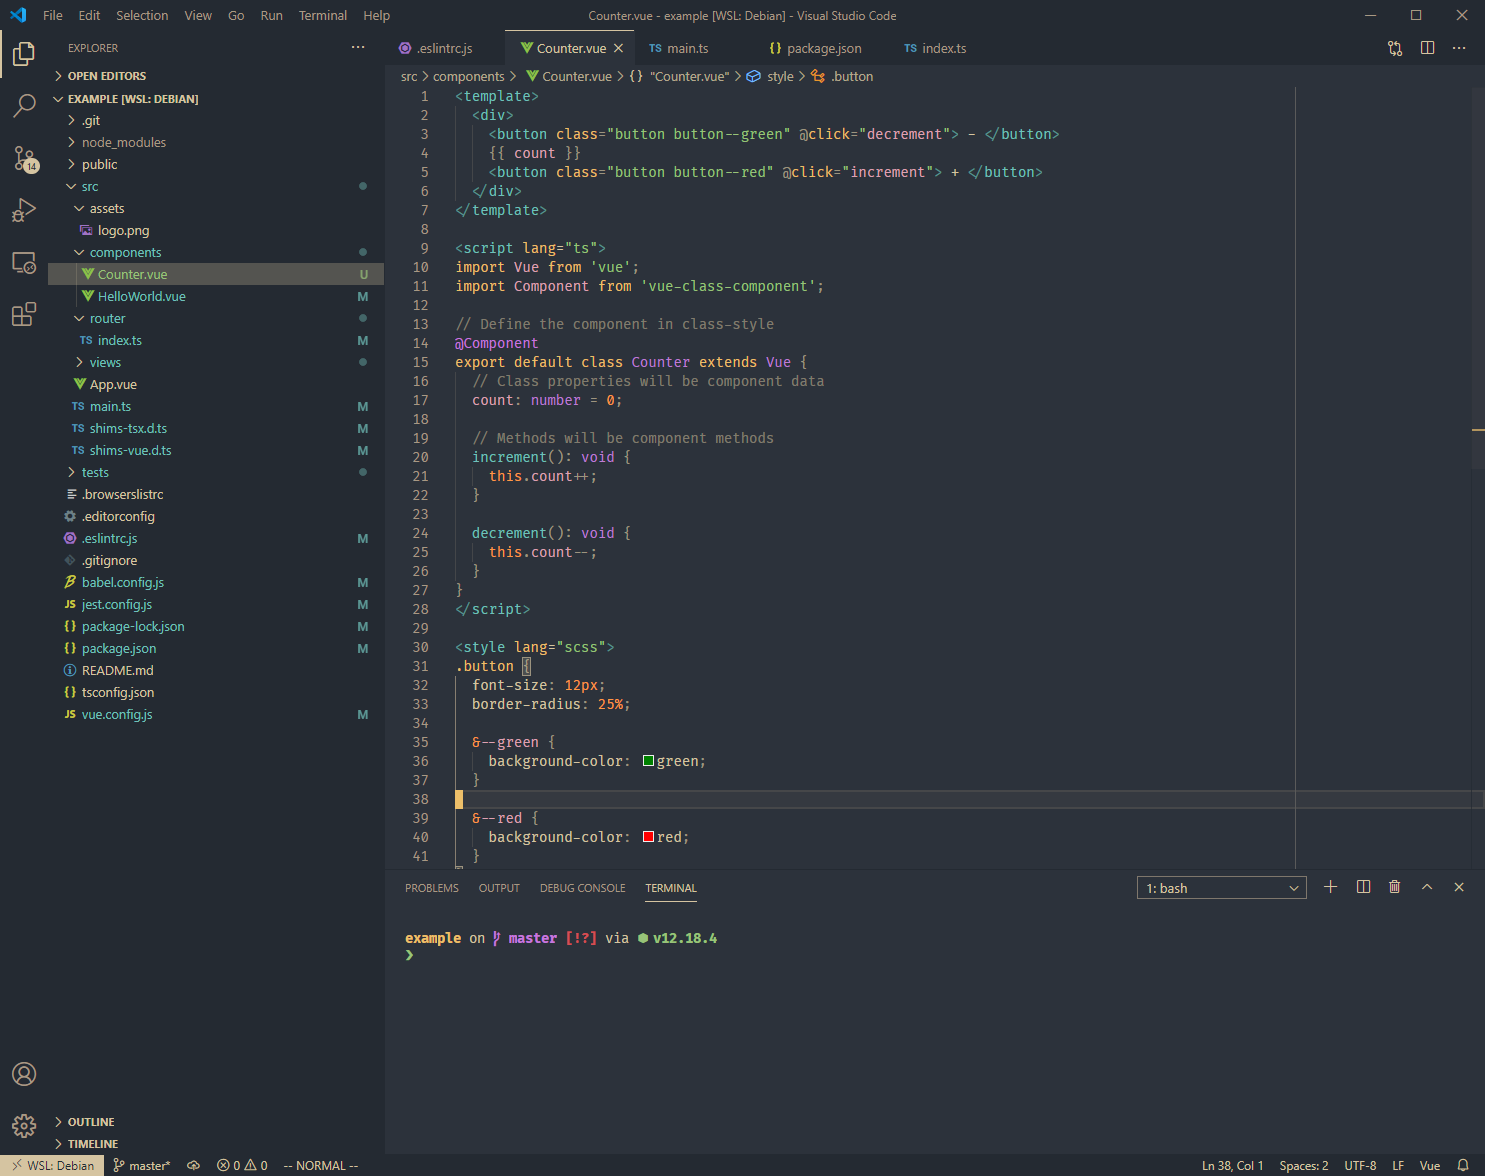 File Edit Selection View Go Run Terminal Help
Counter.vue - example [WSL: Debian] - Visual Studio Code
EXPLORER
OPEN EDITORS
EXAMPLE [WSL: DEBIAN]
.git
node_modules
public
src
assets
logo.png
components
Counter.vue U
HelloWorld.vue M
router
TS index.ts M
views
App.vue
TS main.ts M
TS shims-tsx.d.ts M
TS shims-vue.d.ts M
tests
.browserslistrc
.editorconfig
.eslintrc.js M
.gitignore
babel.config.js M
JS jest.config.js M
{} package-lock.json M
{} package.json M
README.md
{} tsconfig.json
JS vue.config.js M
OUTLINE
TIMELINE
14
.eslintrc.js Counter.vue TS main.ts {} package.json TS index.ts
src > components > Counter.vue > {} "Counter.vue" > style > .button
1 <template>
2 <div>
3 <button class="button button--green" @click="decrement"> - </button>
4 {{ count }}
5 <button class="button button--red" @click="increment"> + </button>
6 </div>
7 </template>
8
9 <script lang="ts">
10 import Vue from 'vue';
11 import Component from 'vue-class-component';
12
13 // Define the component in class-style
14 @Component
15 export default class Counter extends Vue {
16 // Class properties will be component data
17 count: number = 0;
18
19 // Methods will be component methods
20 increment(): void {
21 this.count++;
22 }
23
24 decrement(): void {
25 this.count--;
26 }
27 }
28 </script>
29
30 <style lang="scss">
31 .button {
32 font-size: 12px;
33 border-radius: 25%;
34
35 &--green {
36 background-color: green;
37 }
38
39 &--red {
40 background-color: red;
41 }
PROBLEMS OUTPUT DEBUG CONSOLE TERMINAL 1: bash
example on master [!?] via v12.18.4
❯
WSL: Debian master* 0 0 -- NORMAL -- Ln 38, Col 1 Spaces: 2 UTF-8 LF Vue